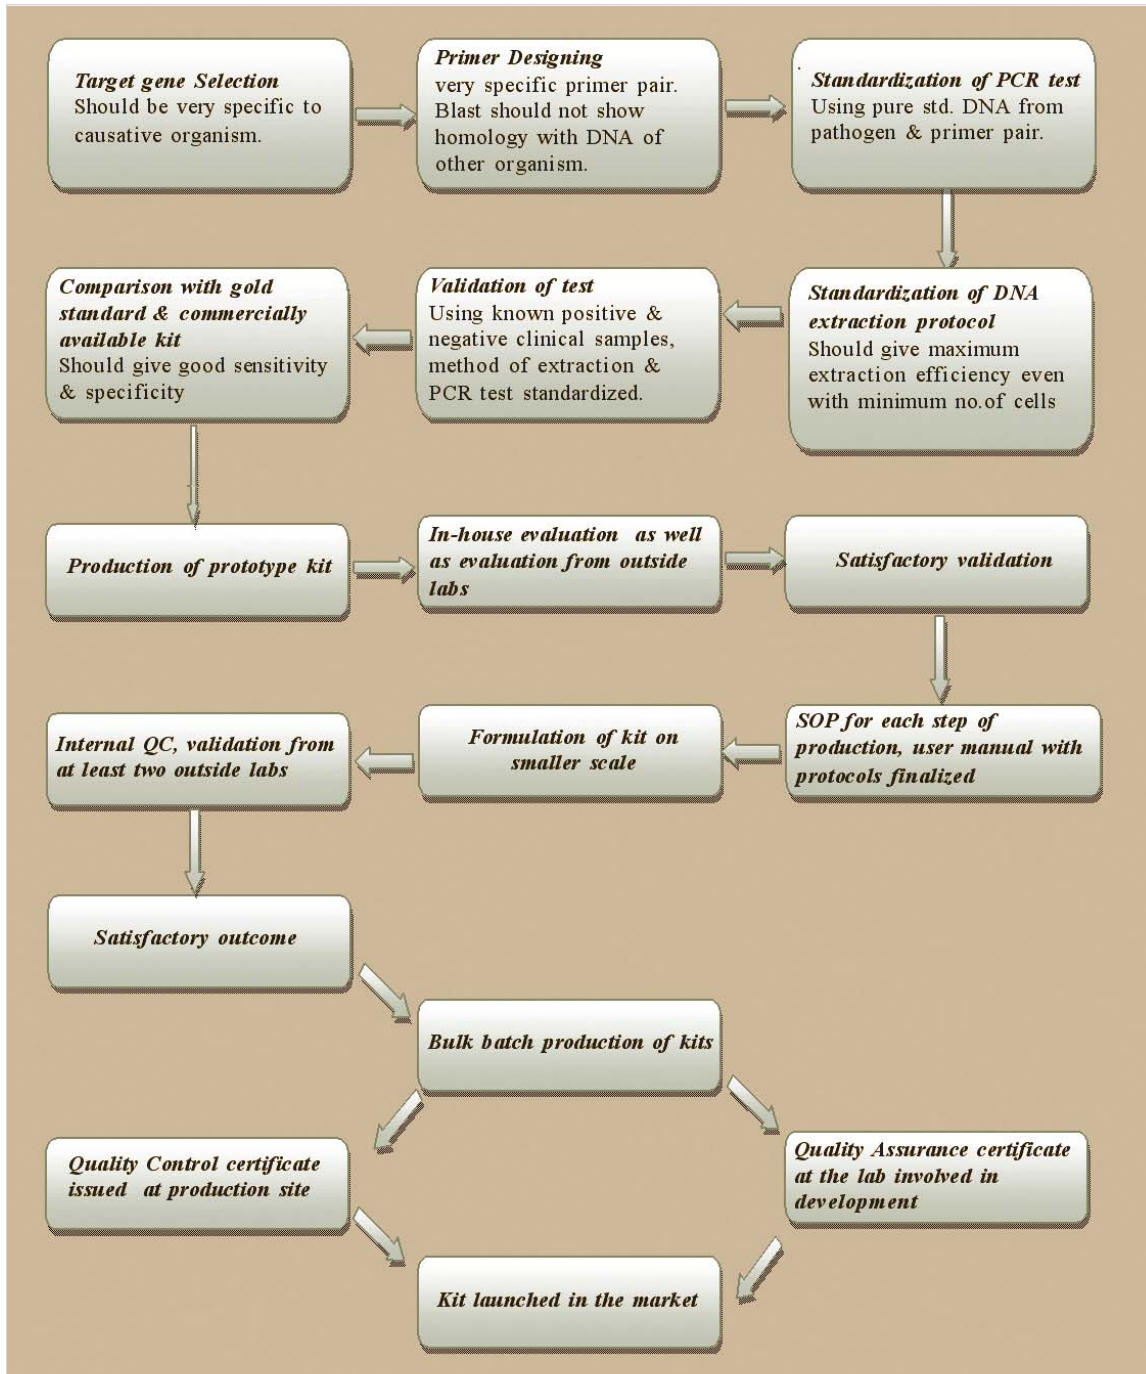 Target gene Selection
Should be very specific to
causative organism.
Primer Designing
very specific primer pair.
Blast should not show
homology with DNA of
other organism.
Standardization of PCR test
Using pure std. DNA from
pathogen & primer pair.
Standardization of DNA
extraction protocol
Should give maximum
extraction efficiency even
with minimum no.of cells
Validation of test
Using known positive &
negative clinical samples,
method of extraction &
PCR test standardized.
Comparison with gold
standard & commercially
available kit
Should give good sensitivity
& specificity
Production of prototype kit
In-house evaluation as well
as evaluation from outside
labs
Satisfactory validation
SOP for each step of
production, user manual with
protocols finalized
Formulation of kit on
smaller scale
Internal QC, validation from
at least two outside labs
Satisfactory outcome
Bulk batch production of kits
Quality Control certificate
issued at production site
Quality Assurance certificate
at the lab involved in
development
Kit launched in the market